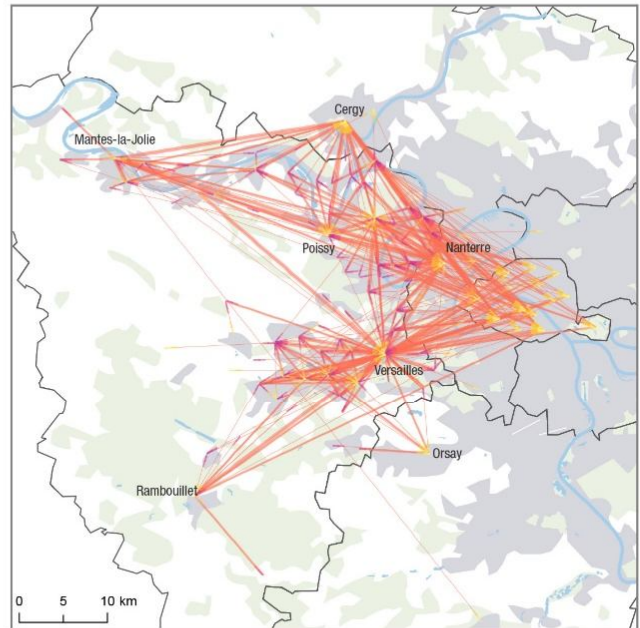 Cergy
Mantes-la-Jolie
Poissy
Nanterre
Versailles
Orsay
Rambouillet
0 5 10 km